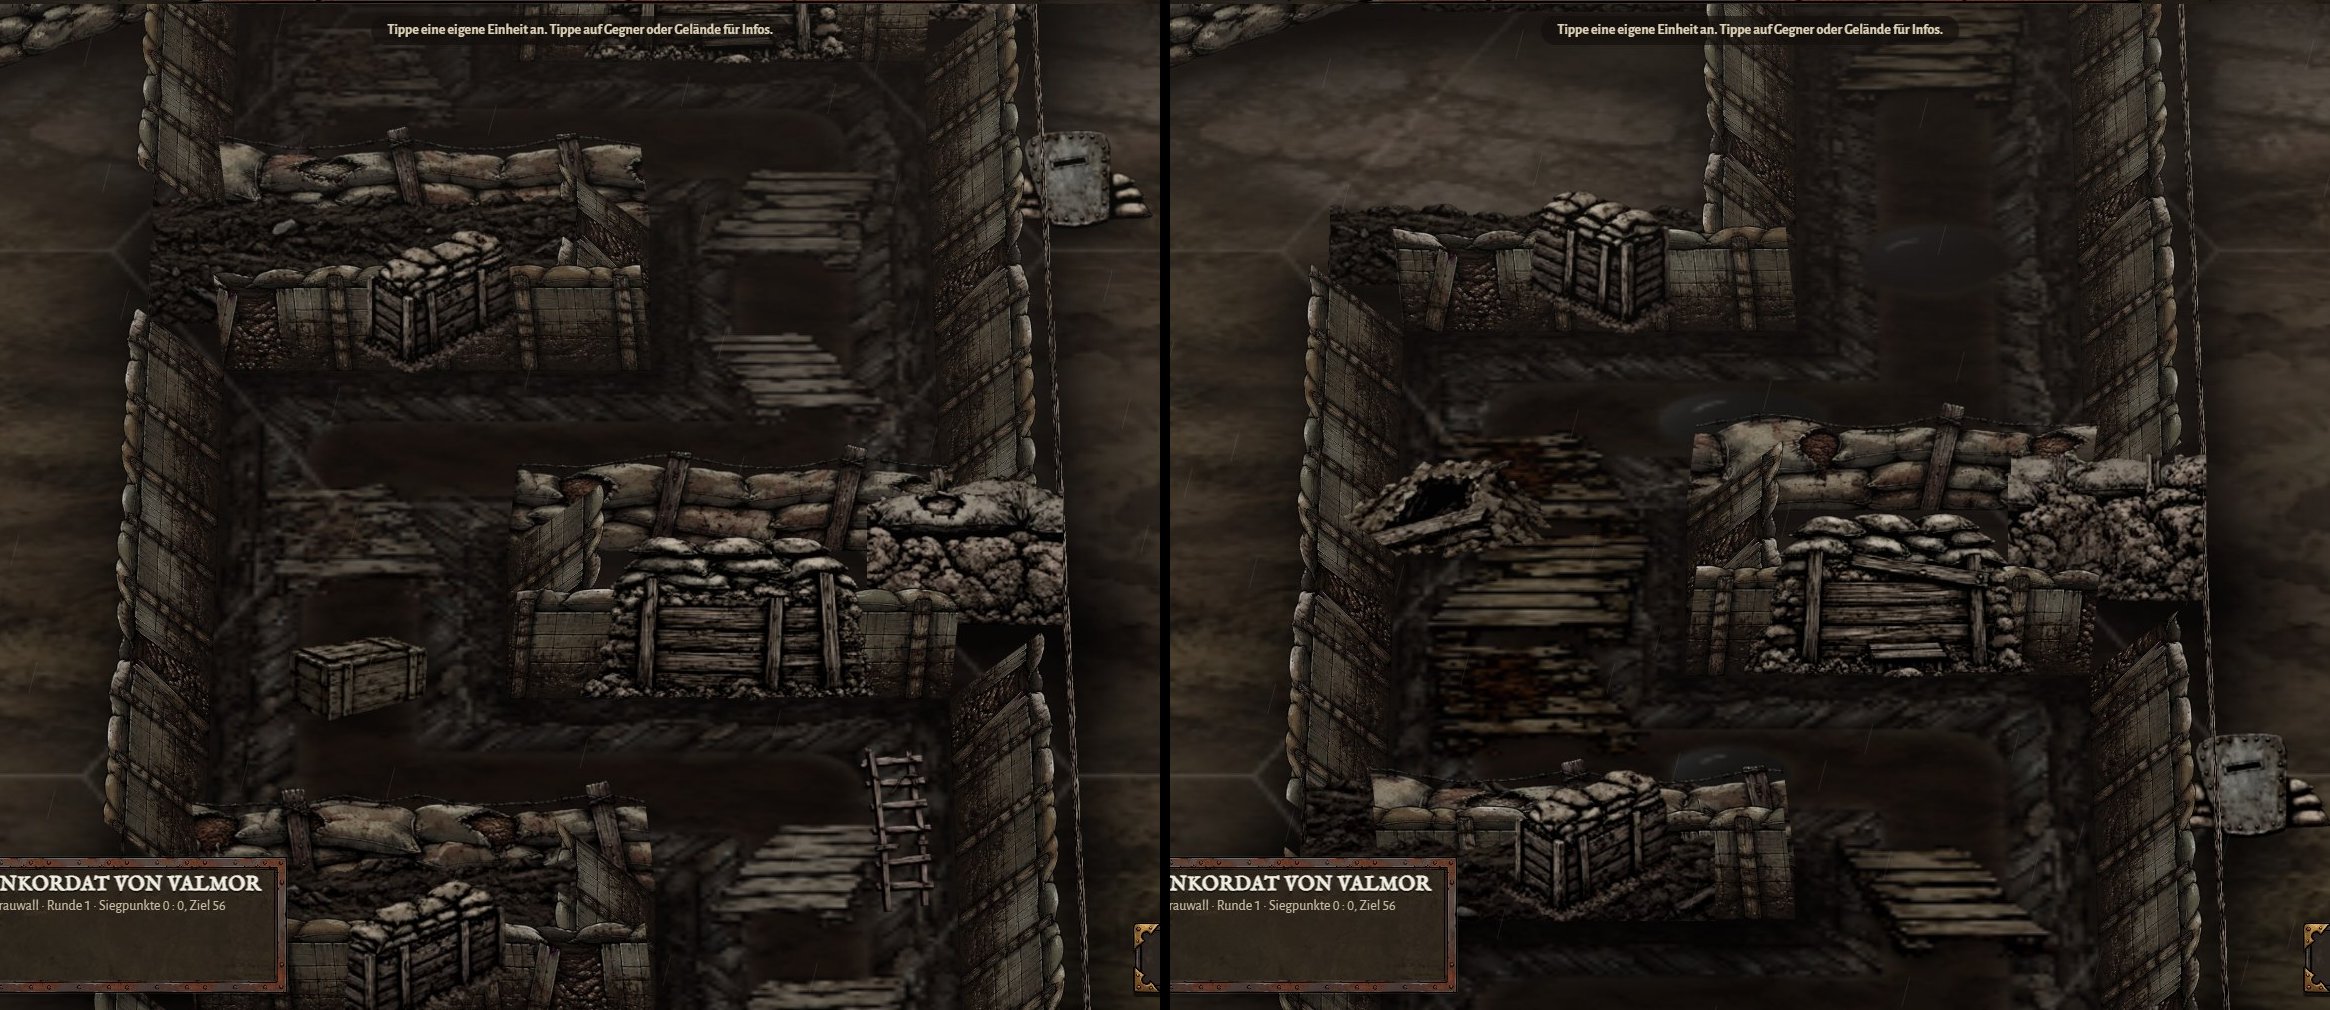 Tippe eine eigene Einheit an. Tippe auf Gegner oder Gelände für Infos.
NKORDAT VON VALMOR
rauwall · Runde 1 · Siegpunkte 0 : 0, Ziel 56
Tippe eine eigene Einheit an. Tippe auf Gegner oder Gelände für Infos.
NKORDAT VON VALMOR
rauwall · Runde 1 · Siegpunkte 0 : 0, Ziel 56